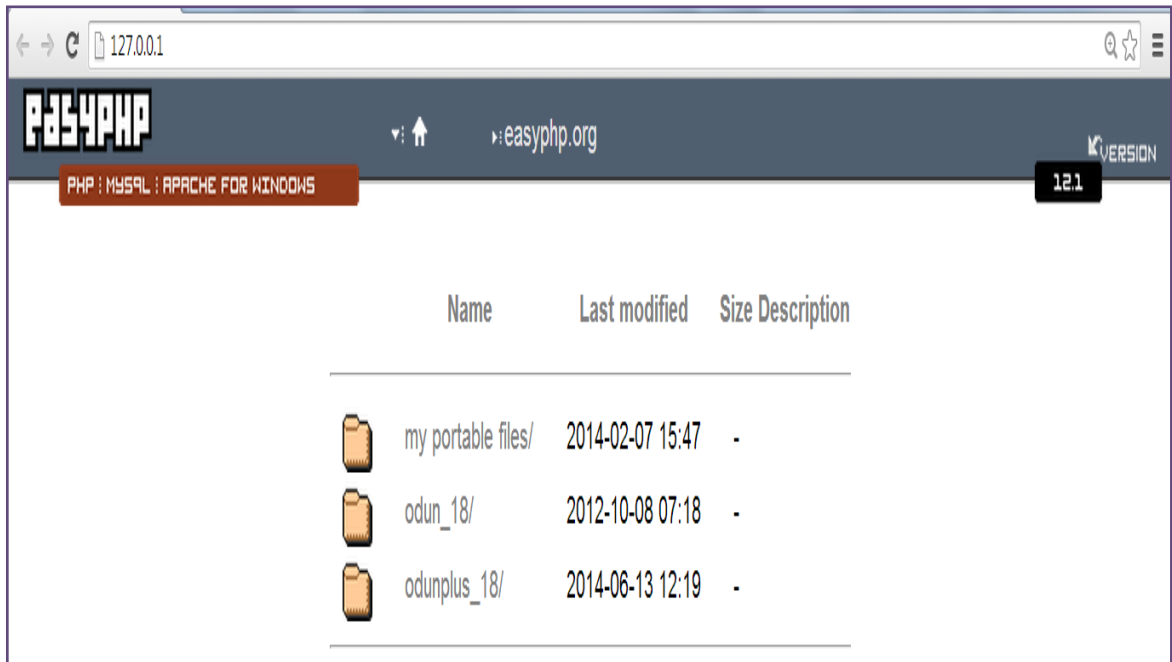 127.0.0.1
easyPHP
easyphp.org
VERSION
PHP : MYSQL : APACHE FOR WINDOWS
12.1
Name Last modified Size Description
my portable files/ 2014-02-07 15:47 -
odun_18/ 2012-10-08 07:18 -
odunplus_18/ 2014-06-13 12:19 -